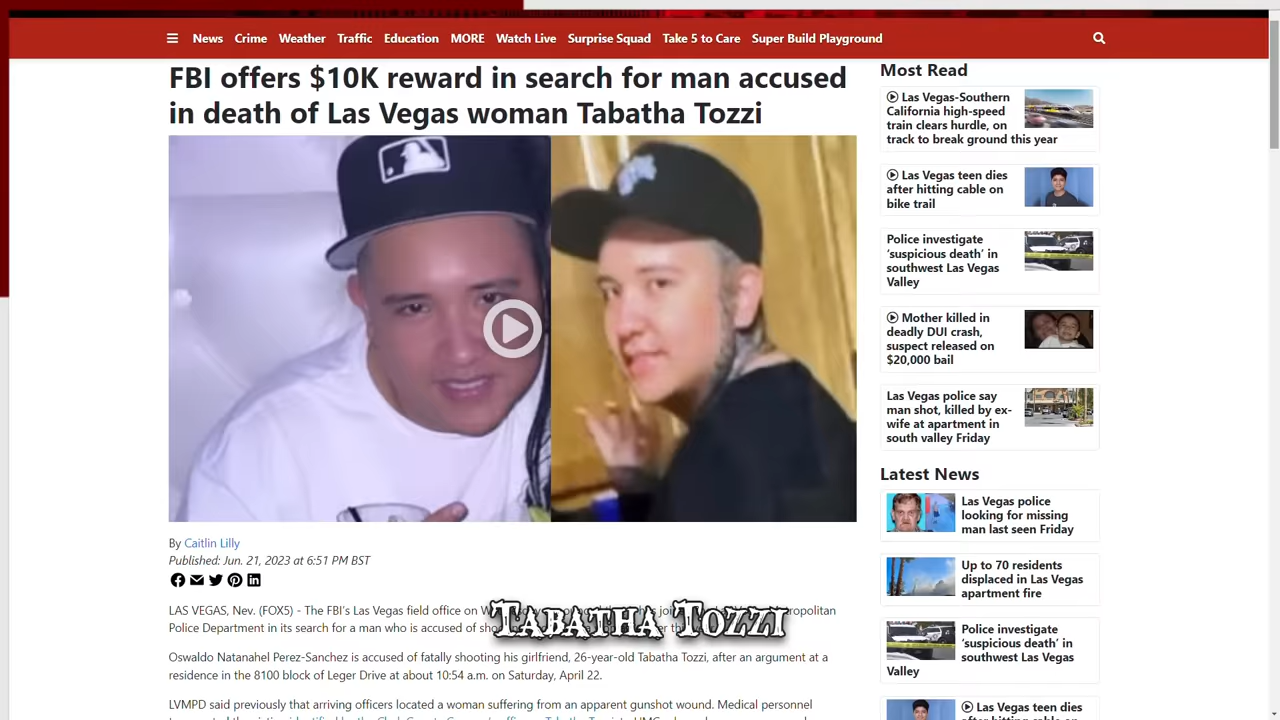 News Crime Weather Traffic Education MORE Watch Live Surprise Squad Take 5 to Care Super Build Playground
FBI offers $10K reward in search for man accused
in death of Las Vegas woman Tabatha Tozzi
By Caitlin Lilly
Published: Jun. 21, 2023 at 6:51 PM PST
LAS VEGAS, Nev. (FOX5) - The FBI's Las Vegas field office on
Police Department in its search for a man who is accused of
Tabatha Tozzi
Oswaldo Natanahel Perez-Sanchez is accused of fatally shooting his girlfriend, 26-year-old Tabatha Tozzi, after an argument at a
residence in the 8100 block of Leger Drive at about 10:54 a.m. on Saturday, April 22.
LVMPD said previously that arriving officers located a woman suffering from an apparent gunshot wound. Medical personnel
Most Read
Las Vegas-Southern
California high-speed
train clears hurdle, on
track to break ground this year
Las Vegas teen dies
after hitting cable on
bike trail
Police investigate
‘suspicious death’ in
southwest Las Vegas
Valley
Mother killed in
deadly DUI crash,
suspect released on
$20,000 bail
Las Vegas police say
man shot, killed by ex-
wife at apartment in
south valley Friday
Latest News
Las Vegas police
looking for missing
man last seen Friday
Up to 70 residents
displaced in Las Vegas
apartment fire
Police investigate
‘suspicious death’ in
southwest Las Vegas
Valley
Las Vegas teen dies
after hitting cable on